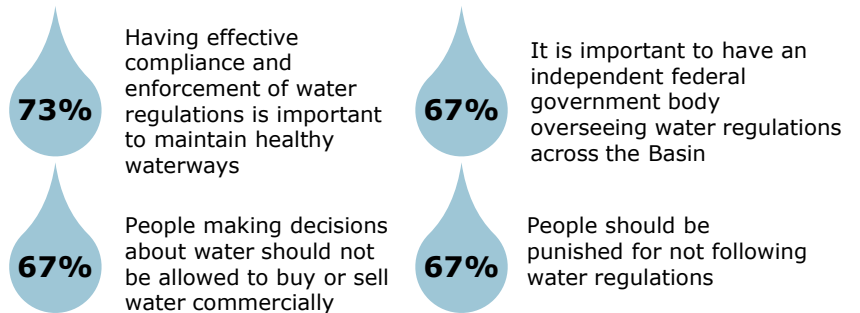 73%
Having effective
compliance and
enforcement of water
regulations is important
to maintain healthy
waterways
67%
It is important to have an
independent federal
government body
overseeing water regulations
across the Basin
67%
People making decisions
about water should not
be allowed to buy or sell
water commercially
67%
People should be
punished for not following
water regulations